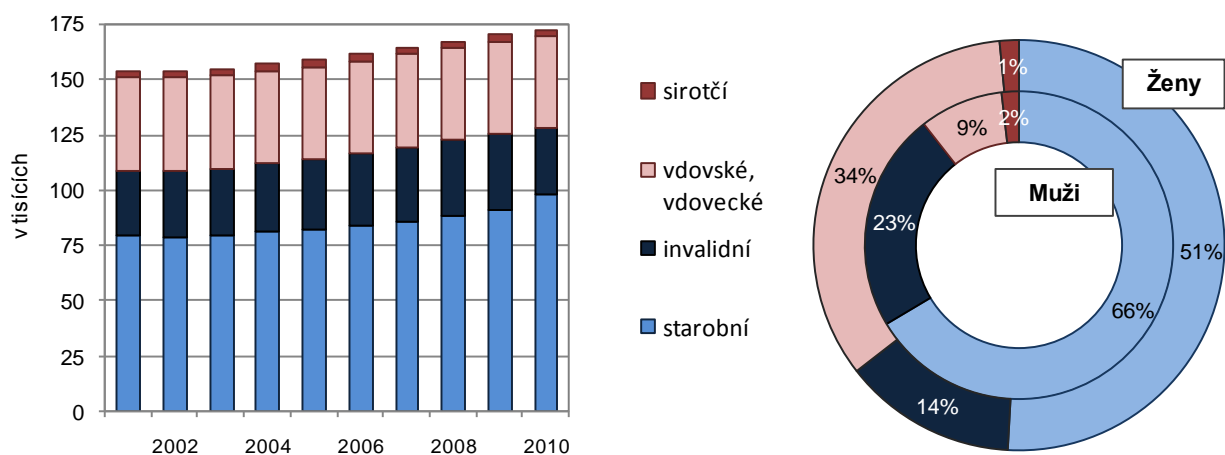 v tisících
175
150
125
100
75
50
25
0
2002
2004
2006
2008
2010
sirotčí
vdovské,
vdovecké
invalidní
starobní
Ženy
Muži
1%
2%
9%
34%
23%
51%
66%
14%